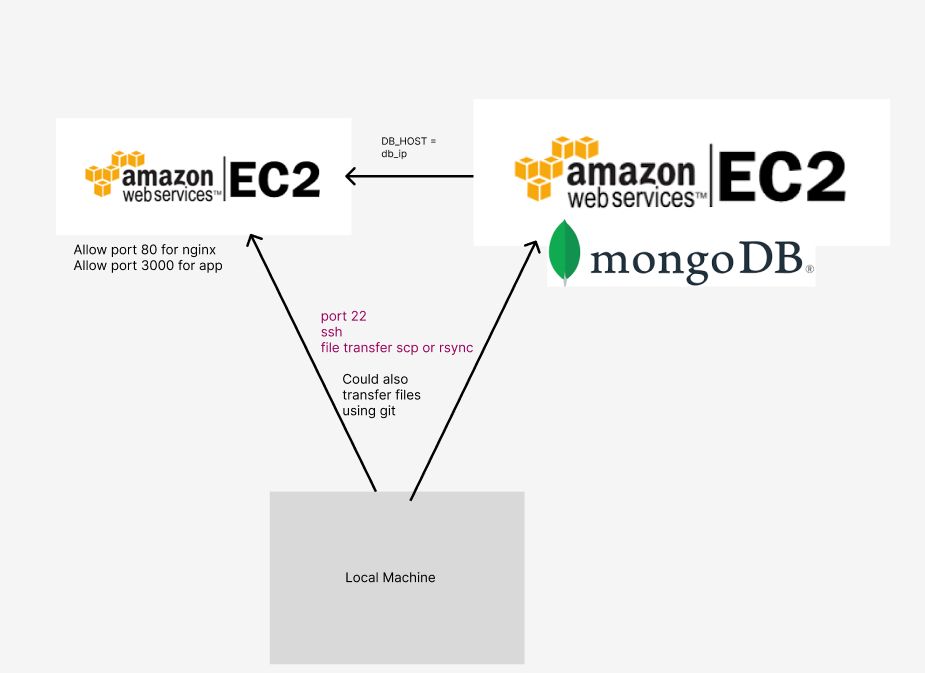 DB_HOST =
db_ip
amazon
web services™
EC2
amazon
web services™
EC2
mongoDB®
Allow port 80 for nginx
Allow port 3000 for app
port 22
ssh
file transfer scp or rsync
Could also
transfer files
using git
Local Machine